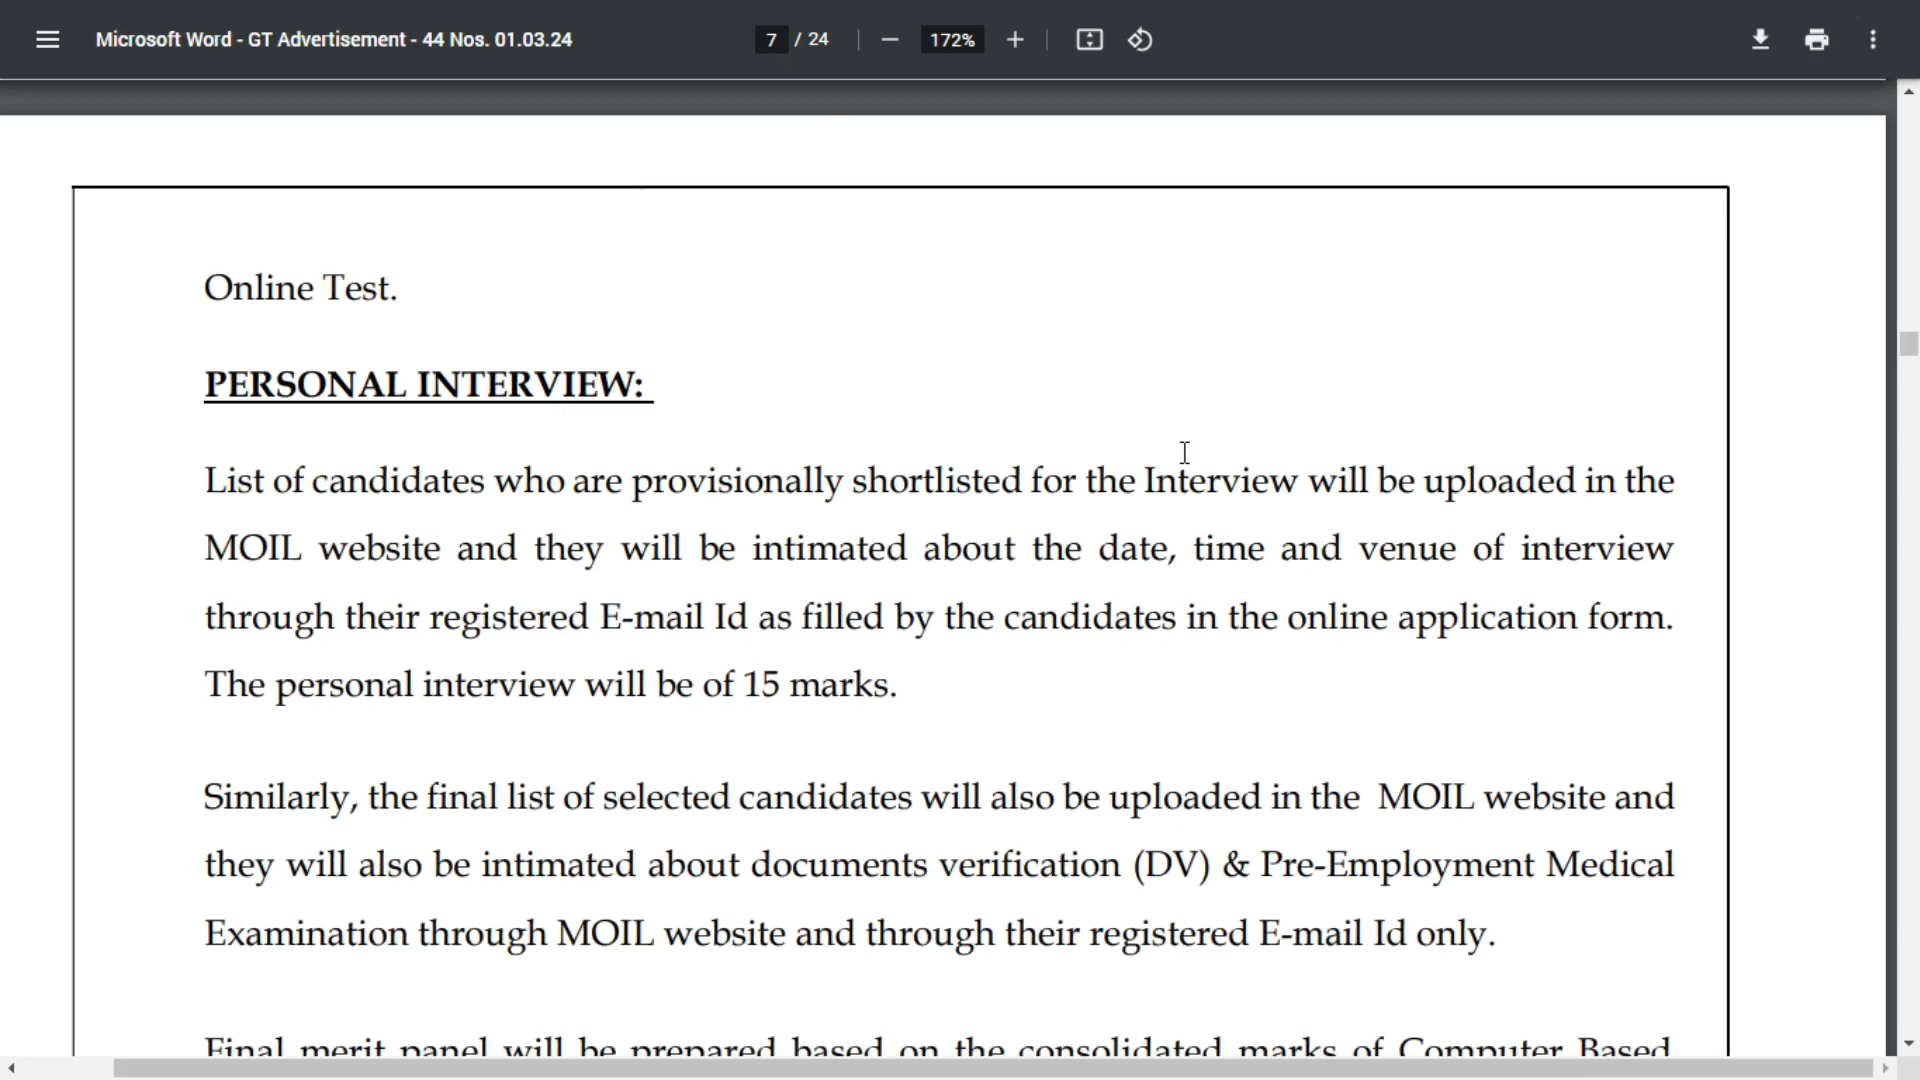 Microsoft Word - GT Advertisement - 44 Nos. 01.03.24
7 / 24
172%
Online Test.
PERSONAL INTERVIEW:
List of candidates who are provisionally shortlisted for the Interview will be uploaded in the
MOIL website and they will be intimated about the date, time and venue of interview
through their registered E-mail Id as filled by the candidates in the online application form.
The personal interview will be of 15 marks.
Similarly, the final list of selected candidates will also be uploaded in the MOIL website and
they will also be intimated about documents verification (DV) & Pre-Employment Medical
Examination through MOIL website and through their registered E-mail Id only.
Final merit panel will be prepared based on the consolidated marks of Computer Based